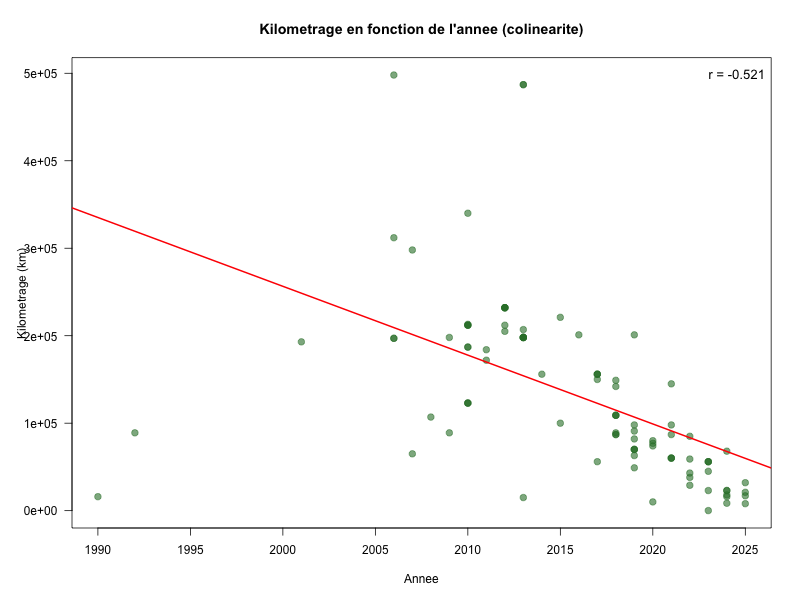 Kilometrage en fonction de l'annee (colinearite)
r = -0.521
5e+05
4e+05
3e+05
2e+05
1e+05
0e+00
Kilometrage (km)
1990 1995 2000 2005 2010 2015 2020 2025
Annee